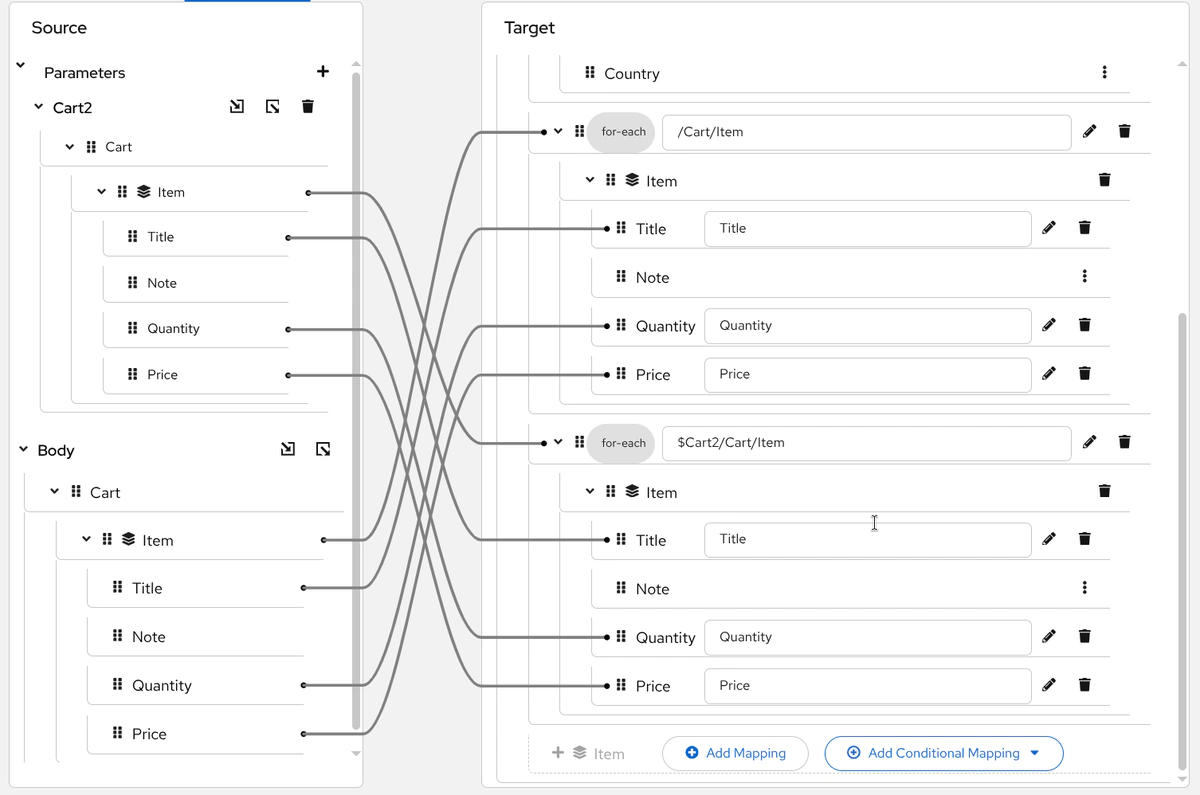 Source
Parameters
Cart2
Cart
Item
Title
Note
Quantity
Price
Body
Cart
Item
Title
Note
Quantity
Price
Target
Country
for-each /Cart/Item
Item
Title Title
Note
Quantity Quantity
Price Price
for-each $Cart2/Cart/Item
Item
Title Title
Note
Quantity Quantity
Price Price
Item Add Mapping Add Conditional Mapping